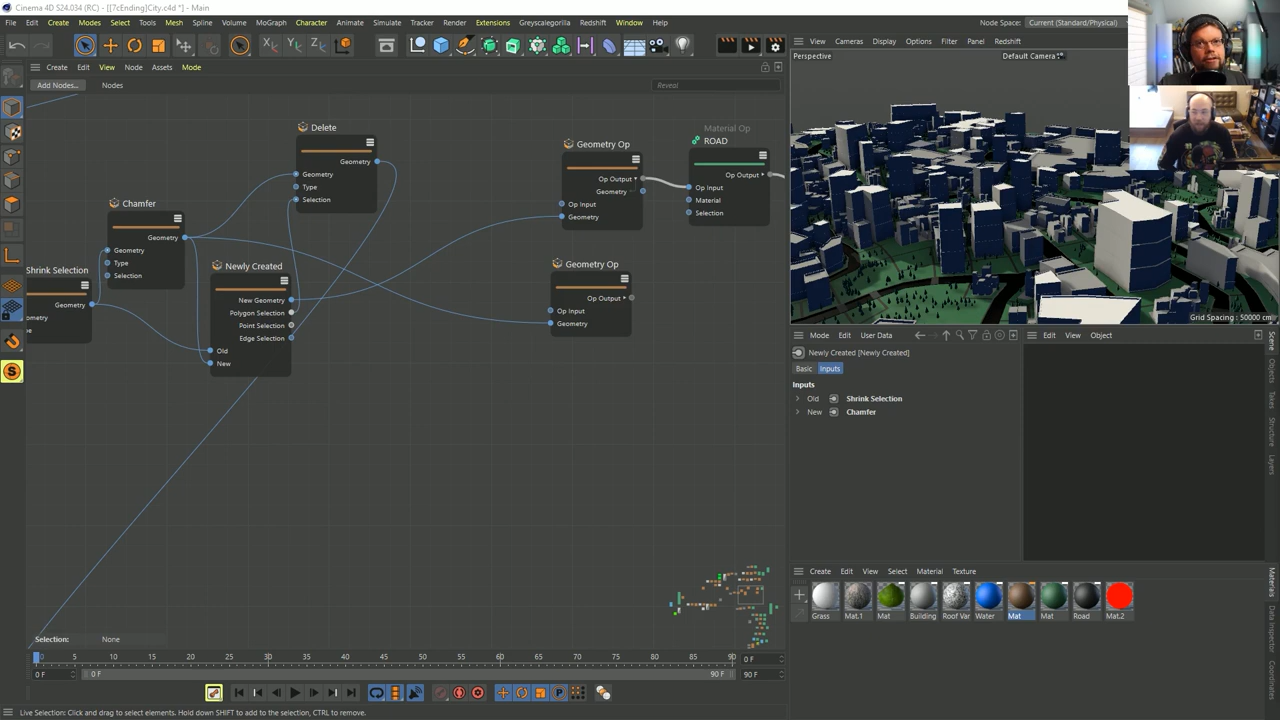 Cinema 4D S24.034 (RC) - [[7cEnding]City.c4d *] - Main
File Edit Create Modes Select Tools Mesh Spline Volume MoGraph Character Animate Simulate Tracker Render Extensions Greyscalegorilla Redshift Window Help
Node Space: Current (Standard/Physical)
Create Edit View Node Assets Mode
Add Nodes... Nodes
Reveal
View Cameras Display Options Filter Panel Redshift
Perspective
Default Camera
Grid Spacing : 50000 cm
Delete
Geometry
Geometry
Type
Selection
Chamfer
Geometry
Geometry
Type
Selection
Shrink Selection
Geometry
Newly Created
New Geometry
Polygon Selection
Point Selection
Edge Selection
Old
New
Geometry Op
Op Output
Geometry
Op Input
Geometry
Material Op
ROAD
Op Output
Op Input
Material
Selection
Geometry Op
Op Output
Op Input
Geometry
Selection: None
Mode Edit User Data
Newly Created [Newly Created]
Basic Inputs
Inputs
Old Shrink Selection
New Chamfer
Edit View Object
Scene
Objects
Takes
Structure
Layers
Create Edit View Select Material Texture
Grass Mat.1 Mat Building Roof Var Water Mat Mat Road Mat.2
Materials
Data Inspector
Coordinates
0 5 10 15 20 25 30 35 40 45 50 55 60 65 70 75 80 85 90
0 F
0 F 0 F 90 F 90 F
Live Selection: Click and drag to select elements. Hold down SHIFT to add to the selection, CTRL to remove.